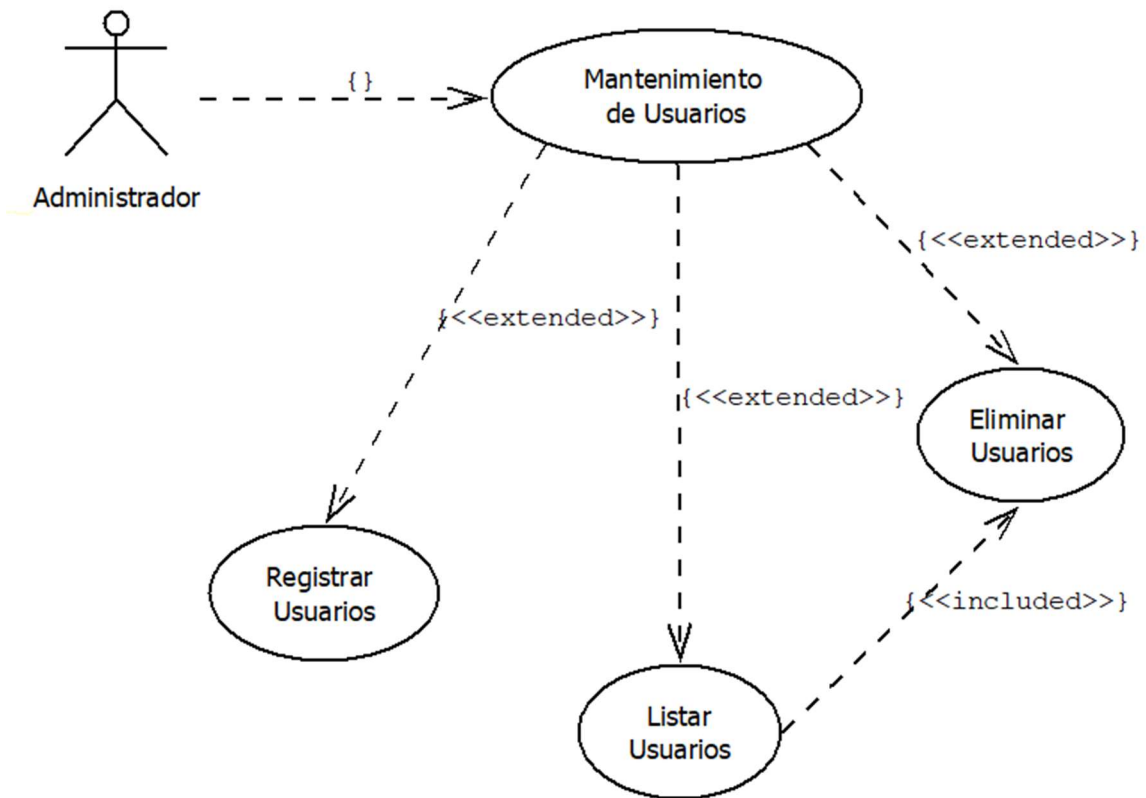 {}
Mantenimiento
de Usuarios
Administrador
{<<extended>>}
{<<extended>>}
{<<extended>>}
Eliminar
Usuarios
Registrar
Usuarios
{<<included>>}
Listar
Usuarios